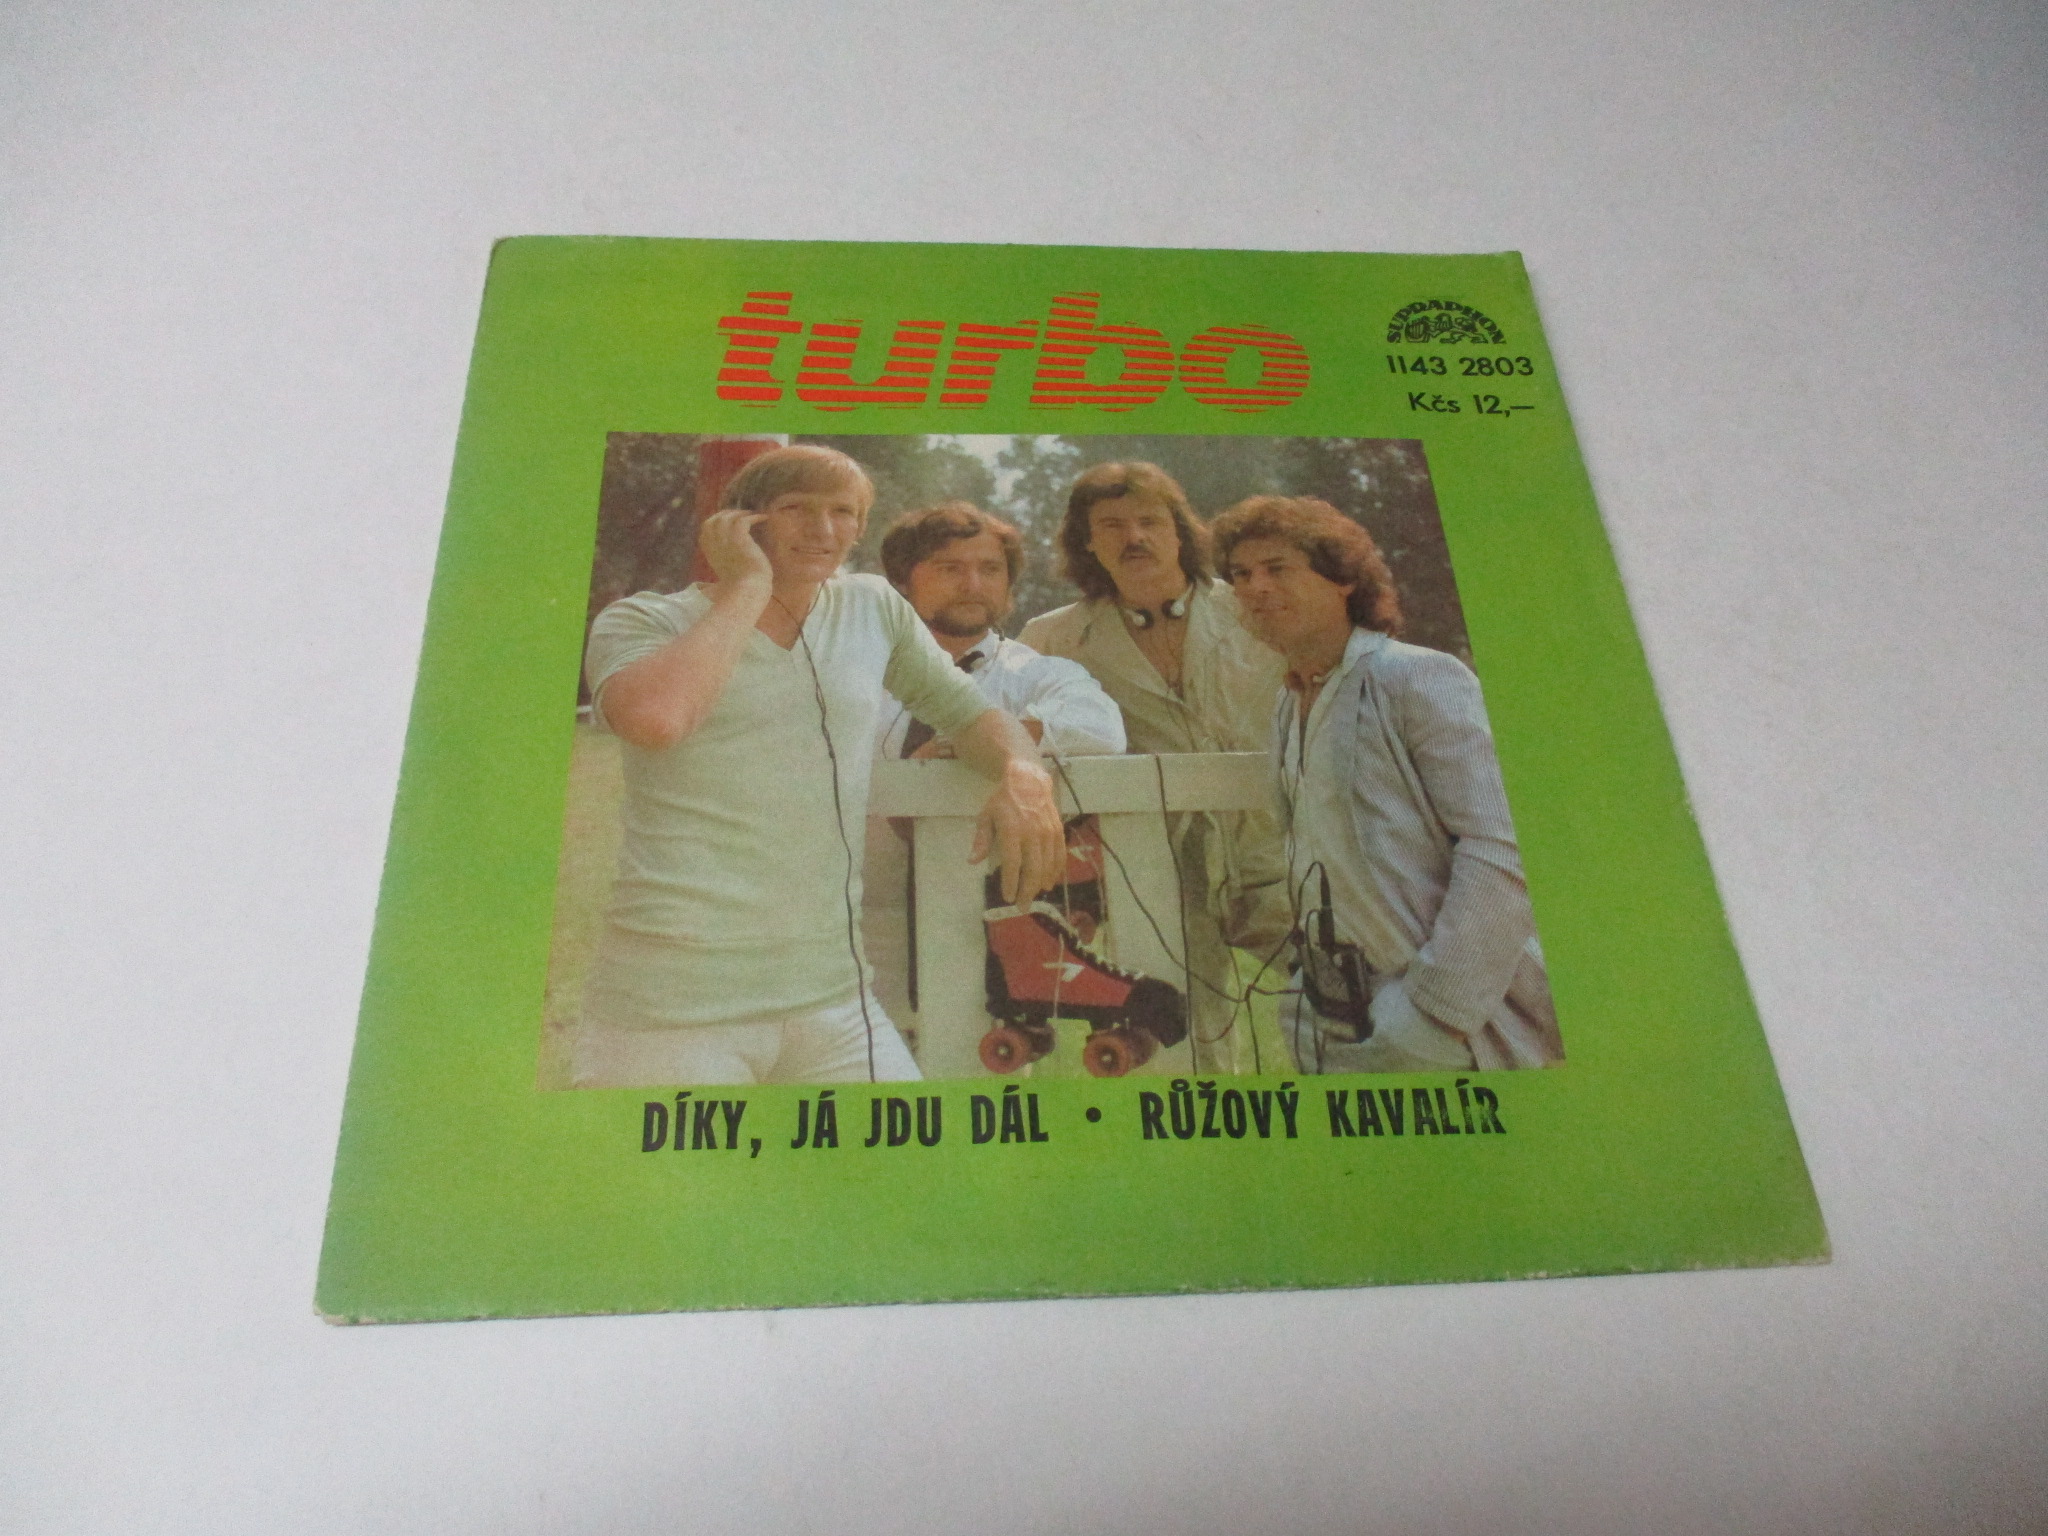 turbo
SUPRAPHON
1143 2803
Kčs 12,—
DÍKY, JÁ JDU DÁL • RŮŽOVÝ KAVALÍR